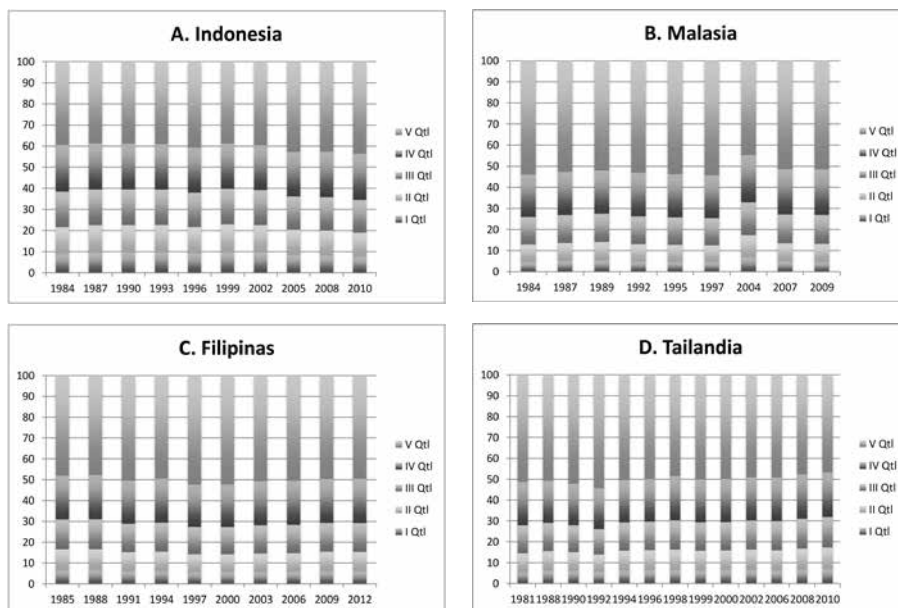 A. Indonesia
100
90
80
70
60
50
40
30
20
10
0
1984 1987 1990 1993 1996 1999 2002 2005 2008 2010
V Qtl
IV Qtl
III Qtl
II Qtl
I Qtl
B. Malasia
100
90
80
70
60
50
40
30
20
10
0
1984 1987 1989 1992 1995 1997 2004 2007 2009
V Qtl
IV Qtl
III Qtl
II Qtl
I Qtl
C. Filipinas
100
90
80
70
60
50
40
30
20
10
0
1985 1988 1991 1994 1997 2000 2003 2006 2009 2012
V Qtl
IV Qtl
III Qtl
II Qtl
I Qtl
D. Tailandia
100
90
80
70
60
50
40
30
20
10
0
1981 1988 1990 1992 1994 1996 1998 1999 2000 2002 2006 2008 2010
V Qtl
IV Qtl
III Qtl
II Qtl
I Qtl